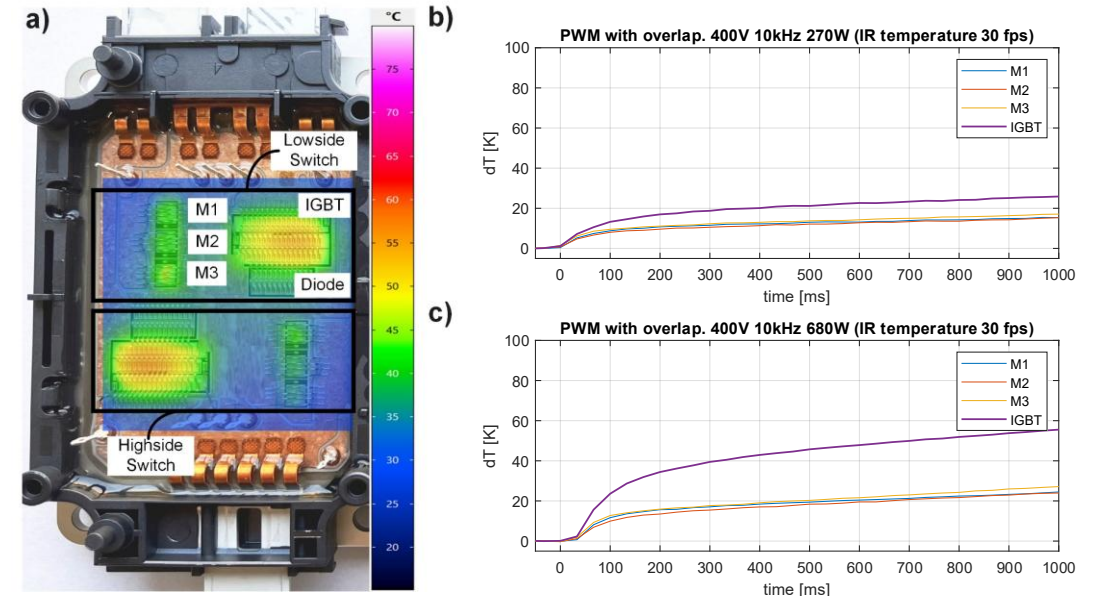 a)
°C
75
70
65
60
55
50
45
40
35
30
25
20
Lowside
Switch
M1
IGBT
M2
M3
Diode
Highside
Switch
b)
PWM with overlap. 400V 10kHz 270W (IR temperature 30 fps)
dT [K]
100
80
60
40
20
0
M1
M2
M3
IGBT
0 100 200 300 400 500 600 700 800 900 1000
time [ms]
c)
PWM with overlap. 400V 10kHz 680W (IR temperature 30 fps)
dT [K]
100
80
60
40
20
0
M1
M2
M3
IGBT
0 100 200 300 400 500 600 700 800 900 1000
time [ms]